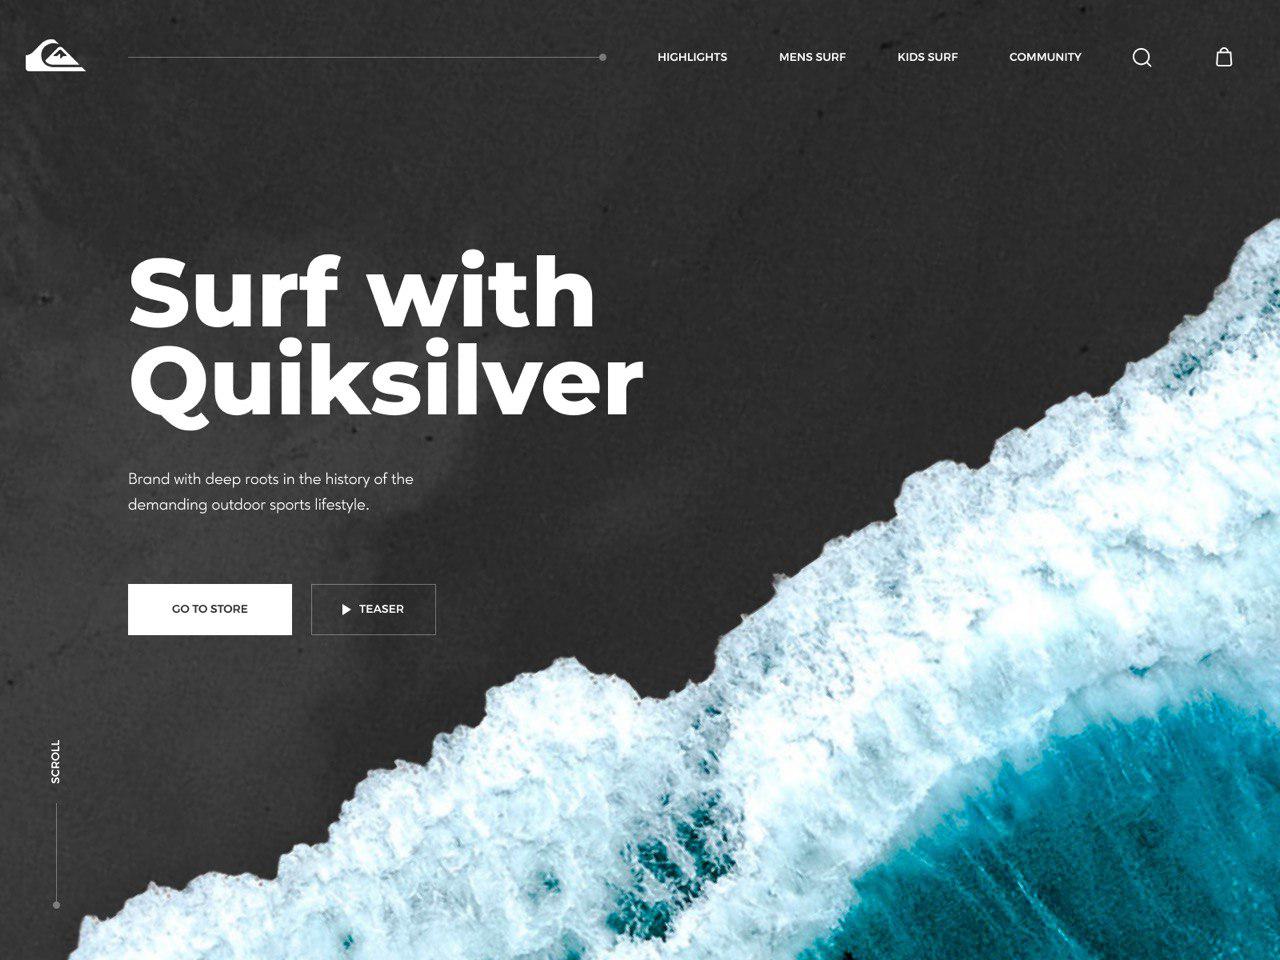 HIGHLIGHTS
MENS SURF
KIDS SURF
COMMUNITY
Surf with
Quiksilver
Brand with deep roots in the history of the
demanding outdoor sports lifestyle.
GO TO STORE
TEASER
SCROLL